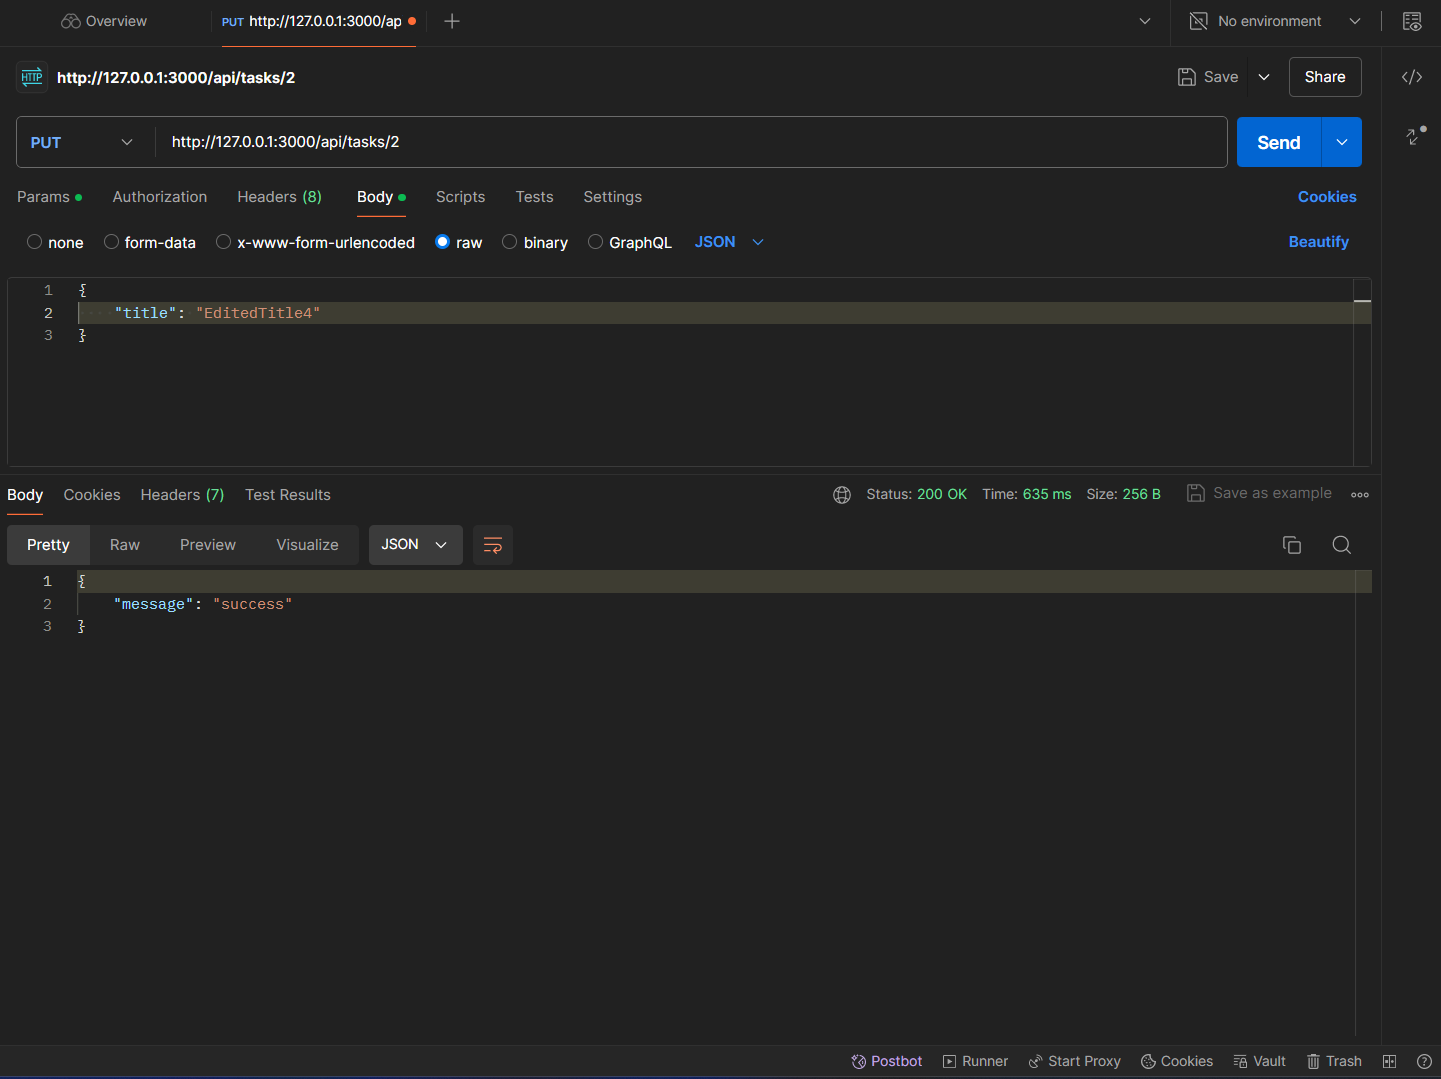 Overview
PUT http://127.0.0.1:3000/ap
No environment
HTTP http://127.0.0.1:3000/api/tasks/2
Save
Share
PUT
http://127.0.0.1:3000/api/tasks/2
Send
Params
Authorization
Headers (8)
Body
Scripts
Tests
Settings
Cookies
none
form-data
x-www-form-urlencoded
raw
binary
GraphQL
JSON
Beautify
1 {
2 "title": "EditedTitle4"
3 }
Body
Cookies
Headers (7)
Test Results
Status: 200 OK
Time: 635 ms
Size: 256 B
Save as example
Pretty
Raw
Preview
Visualize
JSON
1 {
2 "message": "success"
3 }
Postbot
Runner
Start Proxy
Cookies
Vault
Trash